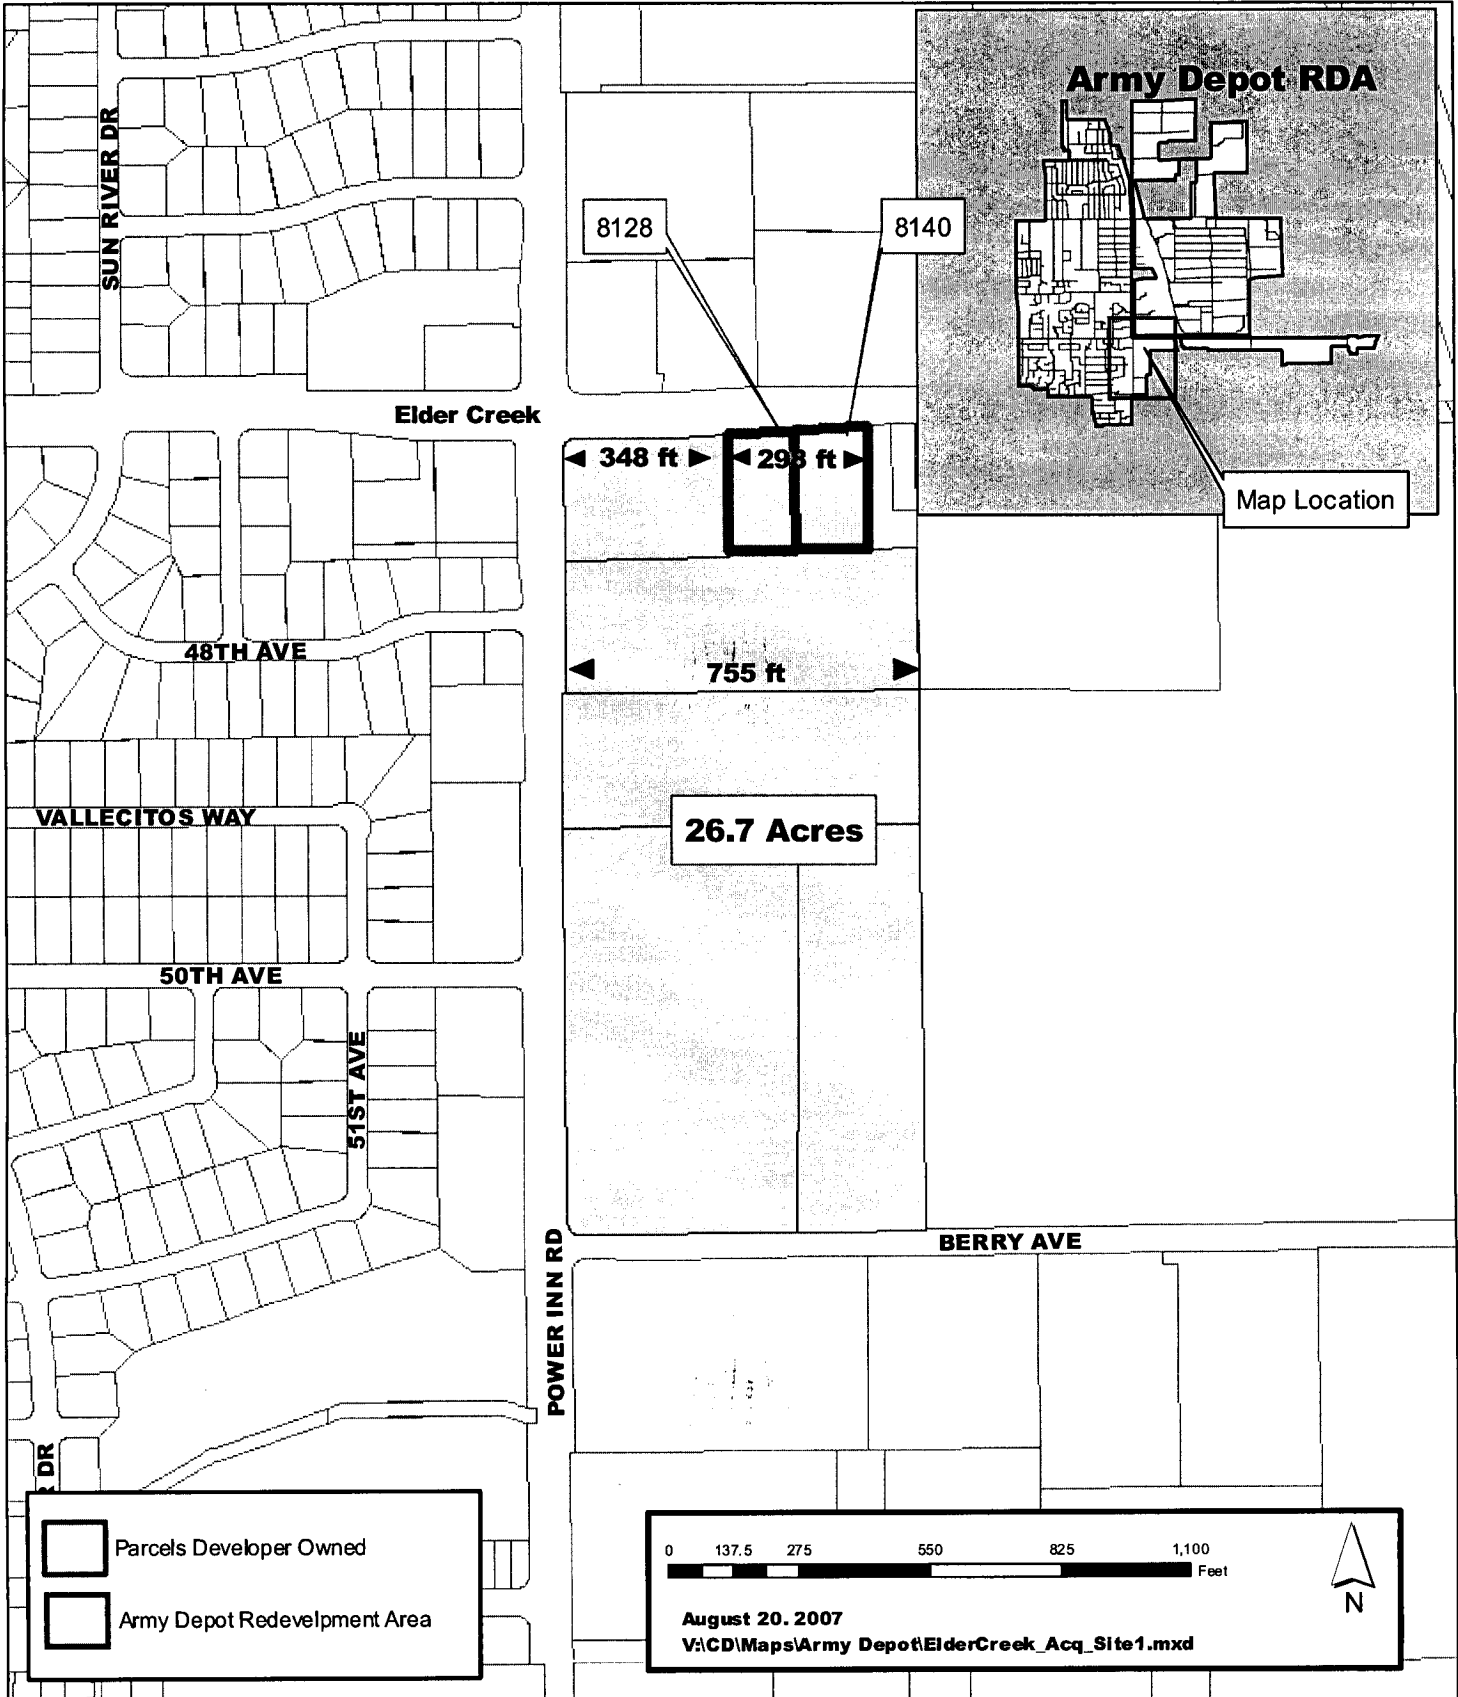 Army Depot RDA
SUN RIVER DR
8128
8140
Elder Creek
348 ft
298 ft
Map Location
48TH AVE
755 ft
VALLECITOS WAY
26.7 Acres
50TH AVE
51ST AVE
POWER INN RD
BERRY AVE
DR
Parcels Developer Owned
Army Depot Redevelpment Area
0 137.5 275 550 825 1,100
Feet
N
August 20. 2007
V:\CD\Maps\Army Depot\ElderCreek_Acq_Site1.mxd